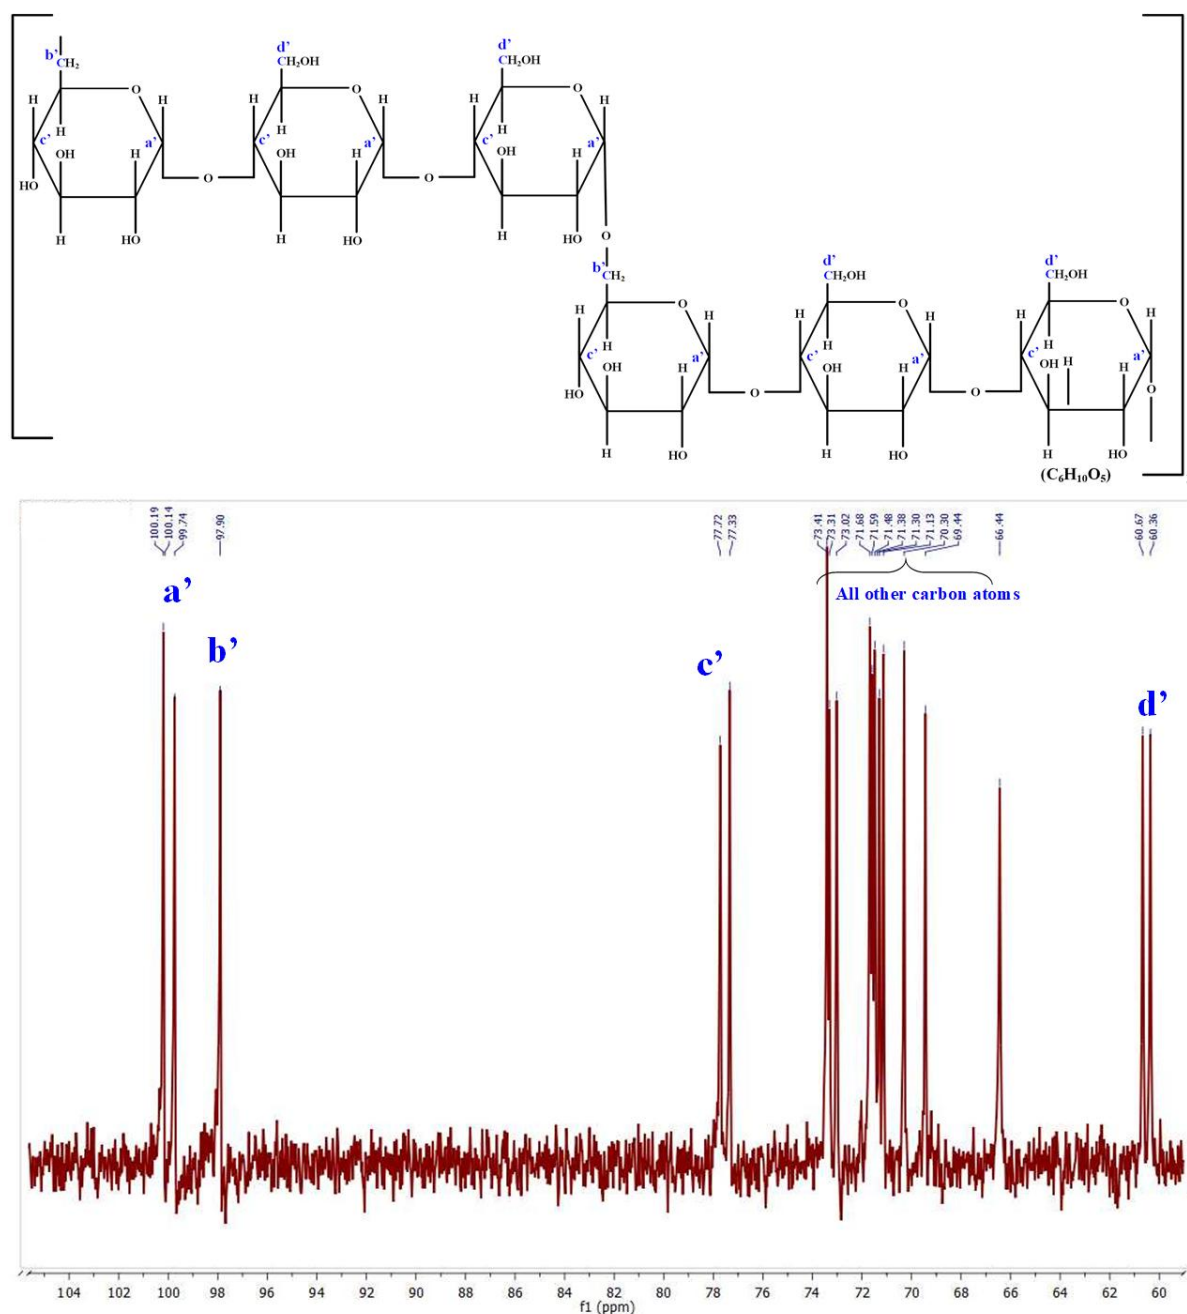 b' d' d'
CH₂ CH₂OH CH₂OH
H O H H O H H O H
H H H
c' OH H a' c' OH H a' c' OH H a'
HO O O
H HO H HO H HO O
b' d' d'
CH₂ CH₂OH CH₂OH
H O H H O H H O H
H H H
c' OH H a' c' OH H a' c' OH H H a'
HO O O O
H HO H HO H HO
(C₆H₁₀O₅)
100.19
100.14
99.74
97.90
77.72
77.33
73.41
73.31
73.02
71.68
71.59
71.48
71.38
71.30
71.13
70.30
69.44
66.44
60.67
60.36
a'
b'
c'
All other carbon atoms
d'
104 102 100 98 96 94 92 90 88 86 84 82 80 78 76 74 72 70 68 66 64 62 60
f1 (ppm)